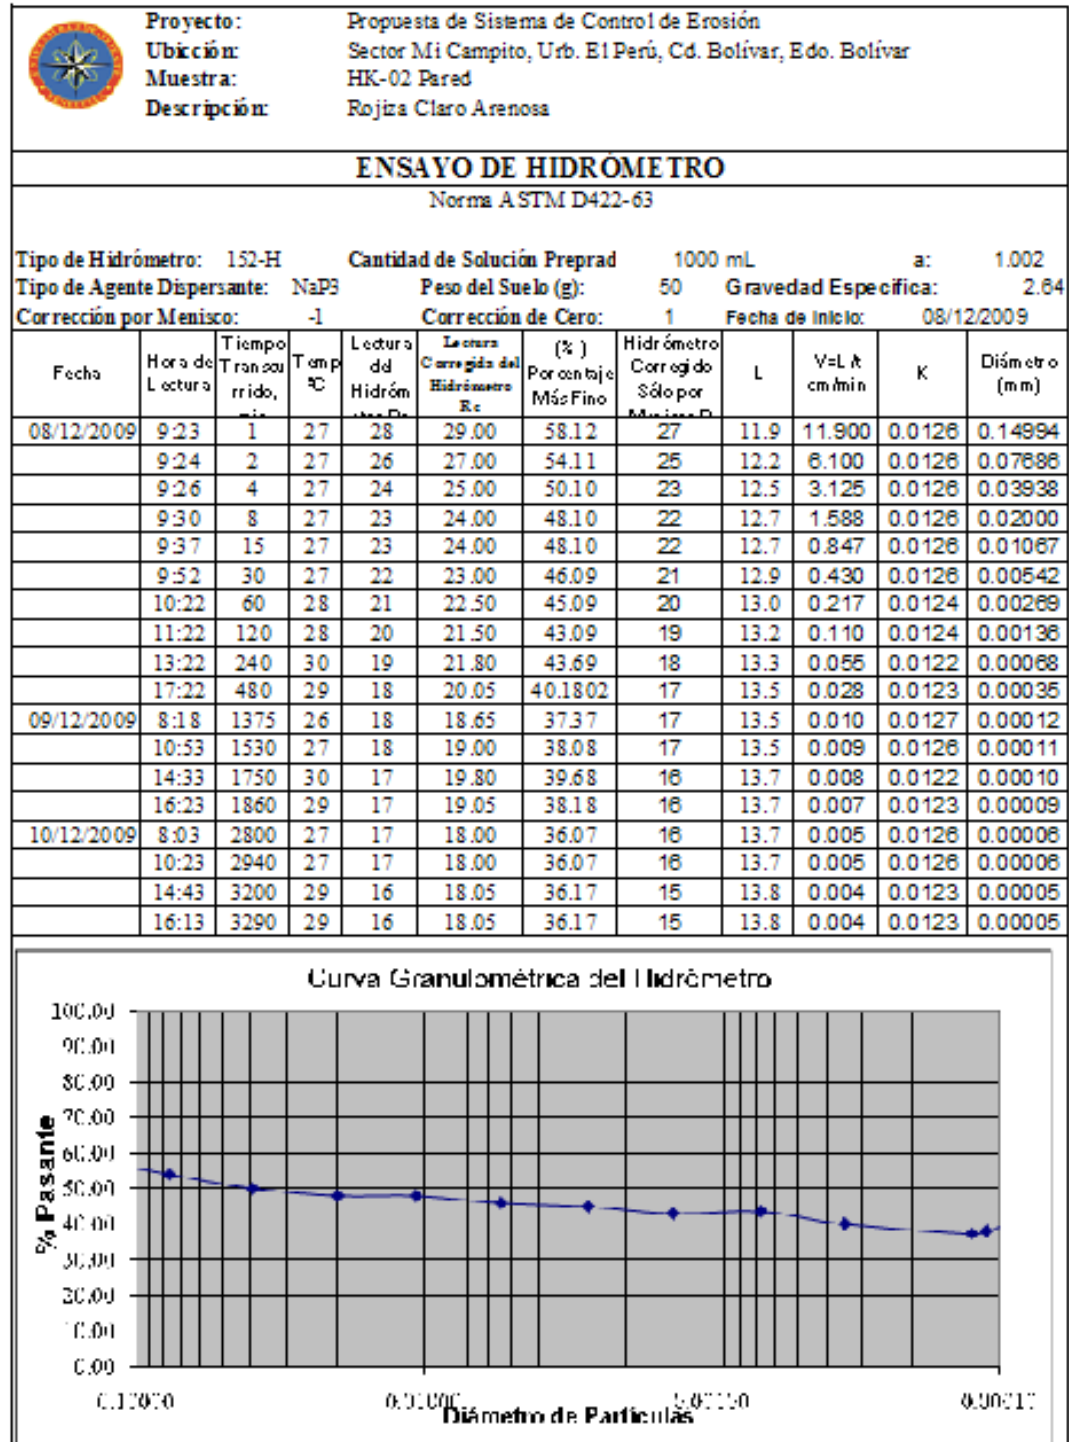 Proyecto: Propuesta de Sistema de Control de Erosión
Ubicción: Sector Mi Campito, Urb. El Perú, Cd. Bolívar, Edo. Bolívar
Muestra: HK-02 Pared
Descripción: Rojiza Claro Arenosa
ENSAYO DE HIDRÓMETRO
Norma ASTM D422-63
Tipo de Hidrómetro: 152-H Cantidad de Solución Preprad 1000 mL a: 1.002
Tipo de Agente Dispersante: NaP3 Peso del Suelo (g): 50 Gravedad Especifica: 2.64
Corrección por Menisco: -1 Corrección de Cero: 1 Fecha de Inicio: 08/12/2009
Fecha Hora de Lectura Tiempo Transcurrido, Temp ºC Lectura del Hidróm Lectura Corregida del Hidrómetro Rc (%) Porcentaje Más Fino Hidrómetro Corregido Sólo por L V=L/t cm/min K Diámetro (mm)
08/12/2009 9:23 1 27 28 29.00 58.12 27 11.9 11.900 0.0126 0.14994
9:24 2 27 26 27.00 54.11 25 12.2 6.100 0.0126 0.07686
9:26 4 27 24 25.00 50.10 23 12.5 3.125 0.0126 0.03938
9:30 8 27 23 24.00 48.10 22 12.7 1.588 0.0126 0.02000
9:37 15 27 23 24.00 48.10 22 12.7 0.847 0.0126 0.01067
9:52 30 27 22 23.00 46.09 21 12.9 0.430 0.0126 0.00542
10:22 60 28 21 22.50 45.09 20 13.0 0.217 0.0124 0.00269
11:22 120 28 20 21.50 43.09 19 13.2 0.110 0.0124 0.00136
13:22 240 30 19 21.80 43.69 18 13.3 0.055 0.0122 0.00068
17:22 480 29 18 20.05 40.1802 17 13.5 0.028 0.0123 0.00035
09/12/2009 8:18 1375 26 18 18.65 37.37 17 13.5 0.010 0.0127 0.00012
10:53 1530 27 18 19.00 38.08 17 13.5 0.009 0.0126 0.00011
14:33 1750 30 17 19.80 39.68 16 13.7 0.008 0.0122 0.00010
16:23 1860 29 17 19.05 38.18 16 13.7 0.007 0.0123 0.00009
10/12/2009 8:03 2800 27 17 18.00 36.07 16 13.7 0.005 0.0126 0.00006
10:23 2940 27 17 18.00 36.07 16 13.7 0.005 0.0126 0.00006
14:43 3200 29 16 18.05 36.17 15 13.8 0.004 0.0123 0.00005
16:13 3290 29 16 18.05 36.17 15 13.8 0.004 0.0123 0.00005
Curva Granulométrica del Hidrómetro
% Pasante
100.00
90.00
80.00
70.00
60.00
50.00
40.00
30.00
20.00
10.00
0.00
Diámetro de Partículas